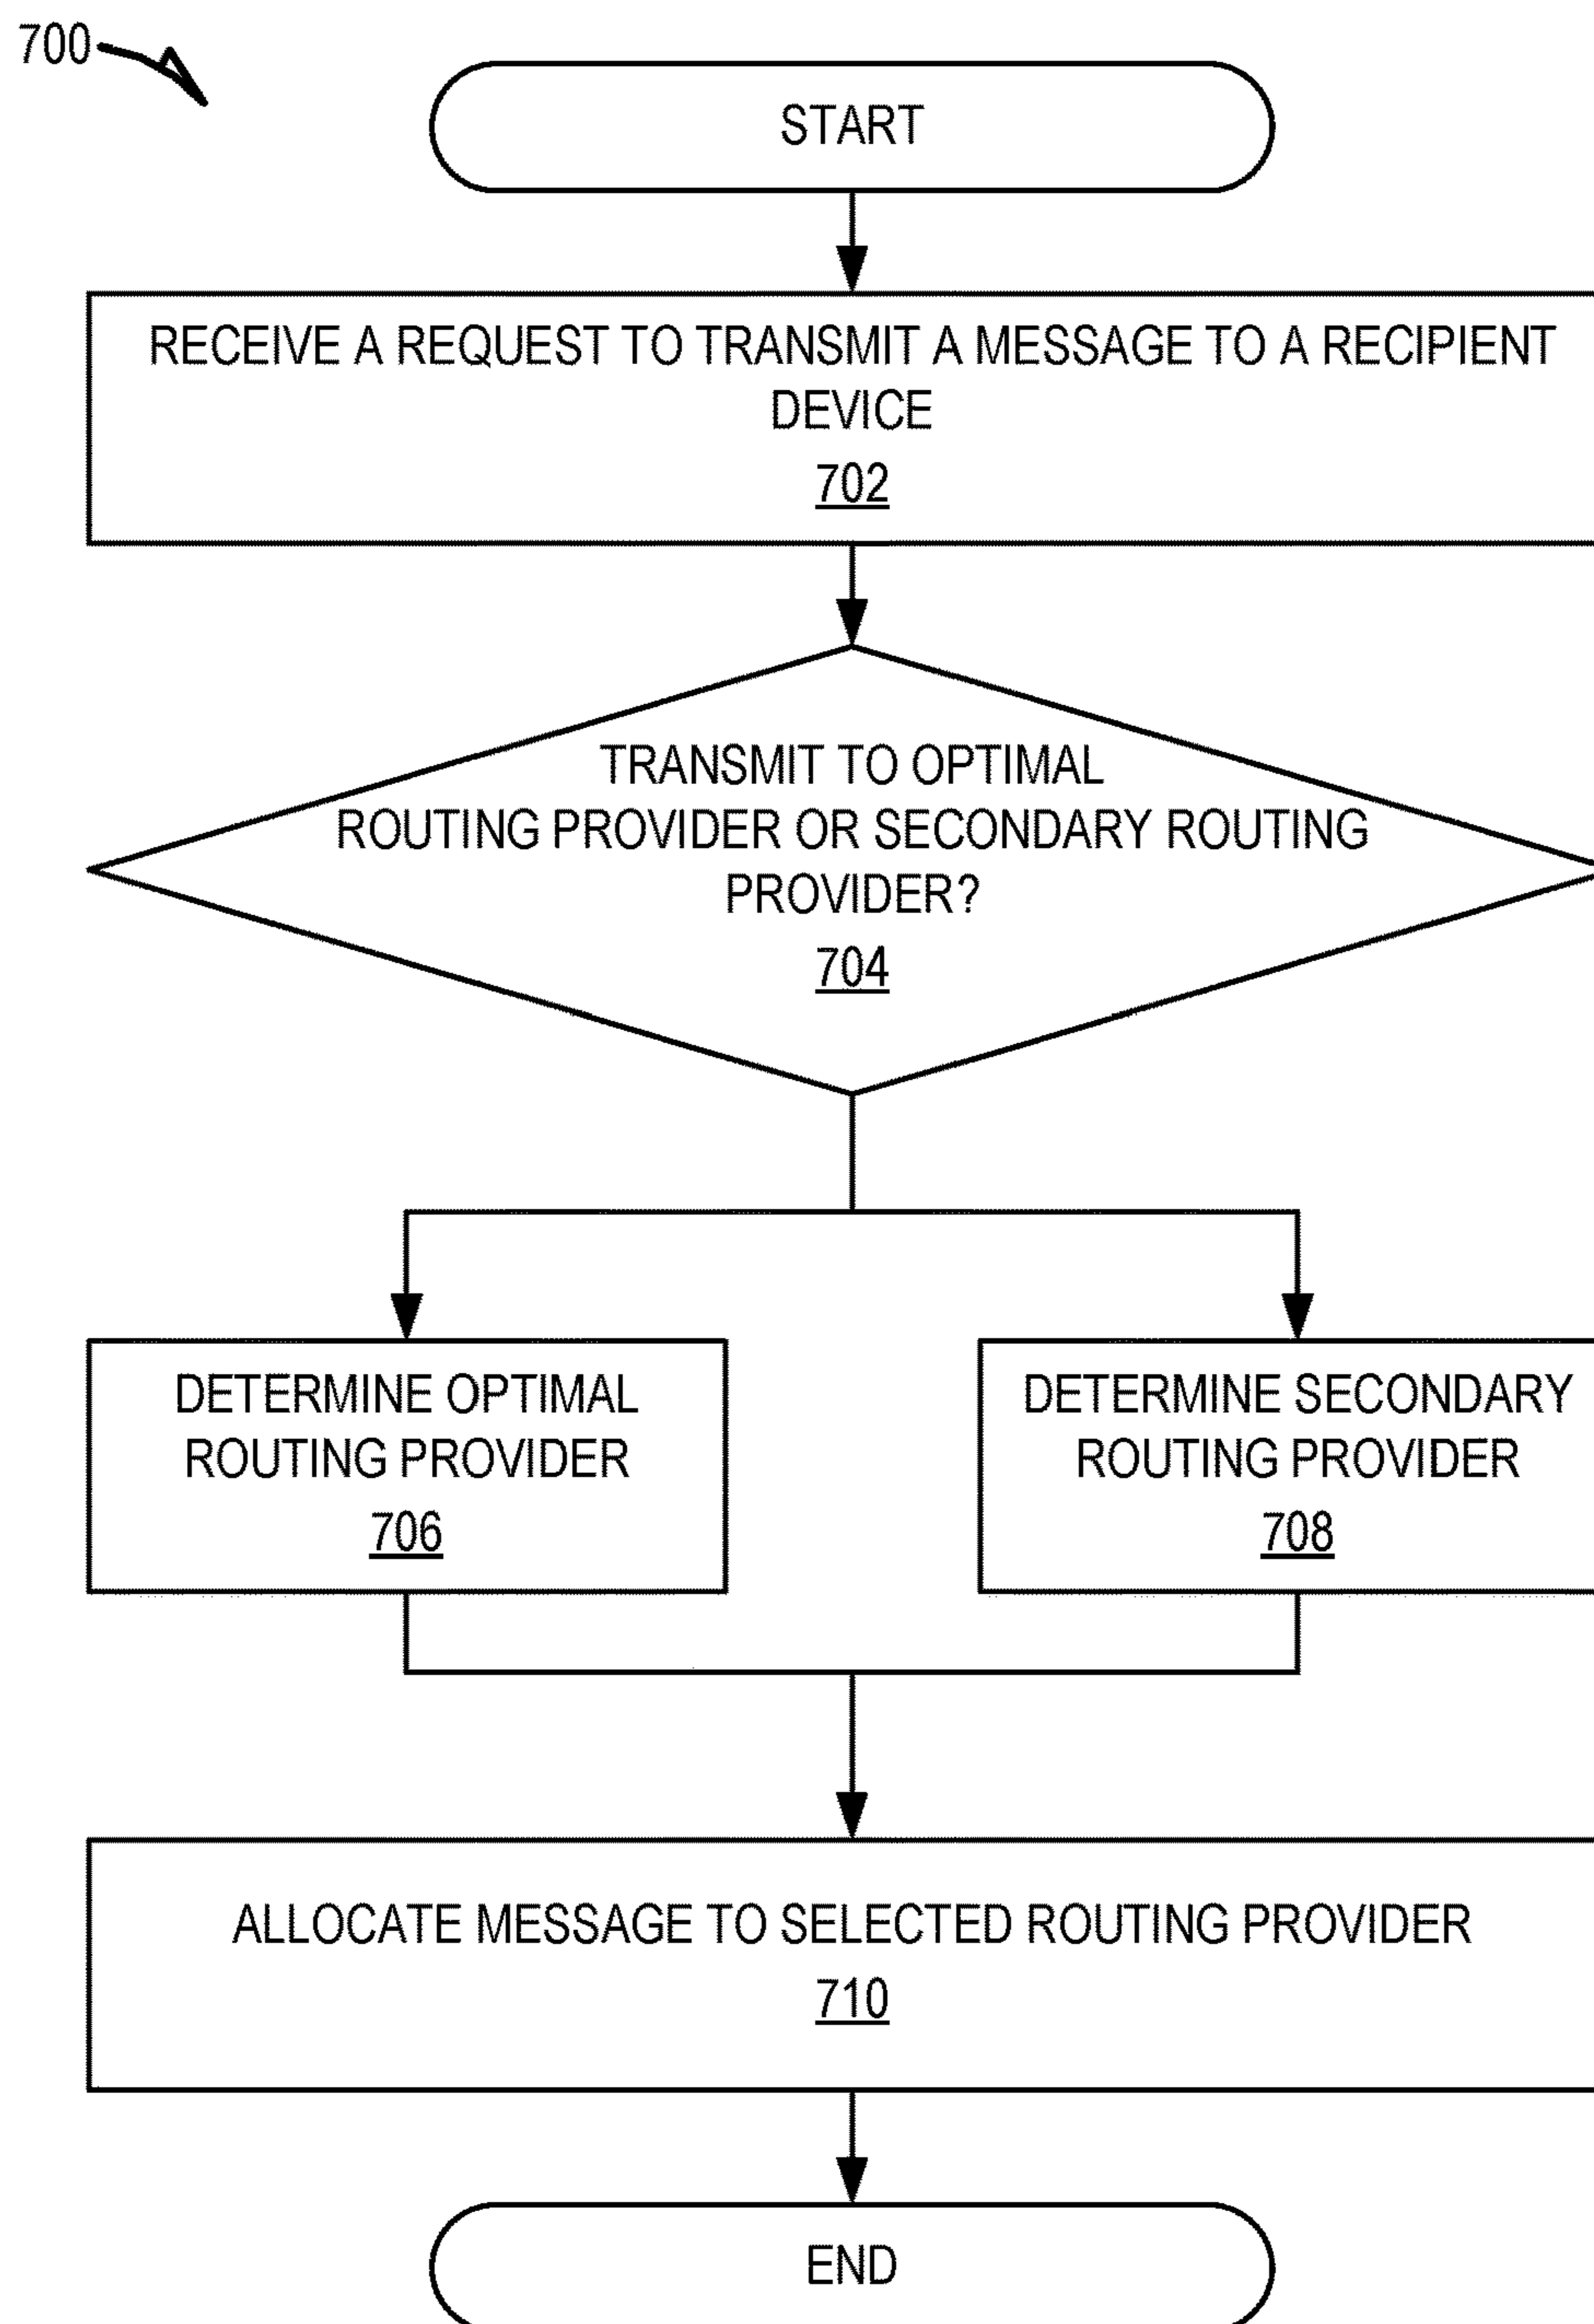 700
START
RECEIVE A REQUEST TO TRANSMIT A MESSAGE TO A RECIPIENT
DEVICE
702
TRANSMIT TO OPTIMAL
ROUTING PROVIDER OR SECONDARY ROUTING
PROVIDER?
704
DETERMINE OPTIMAL
ROUTING PROVIDER
706
DETERMINE SECONDARY
ROUTING PROVIDER
708
ALLOCATE MESSAGE TO SELECTED ROUTING PROVIDER
710
END